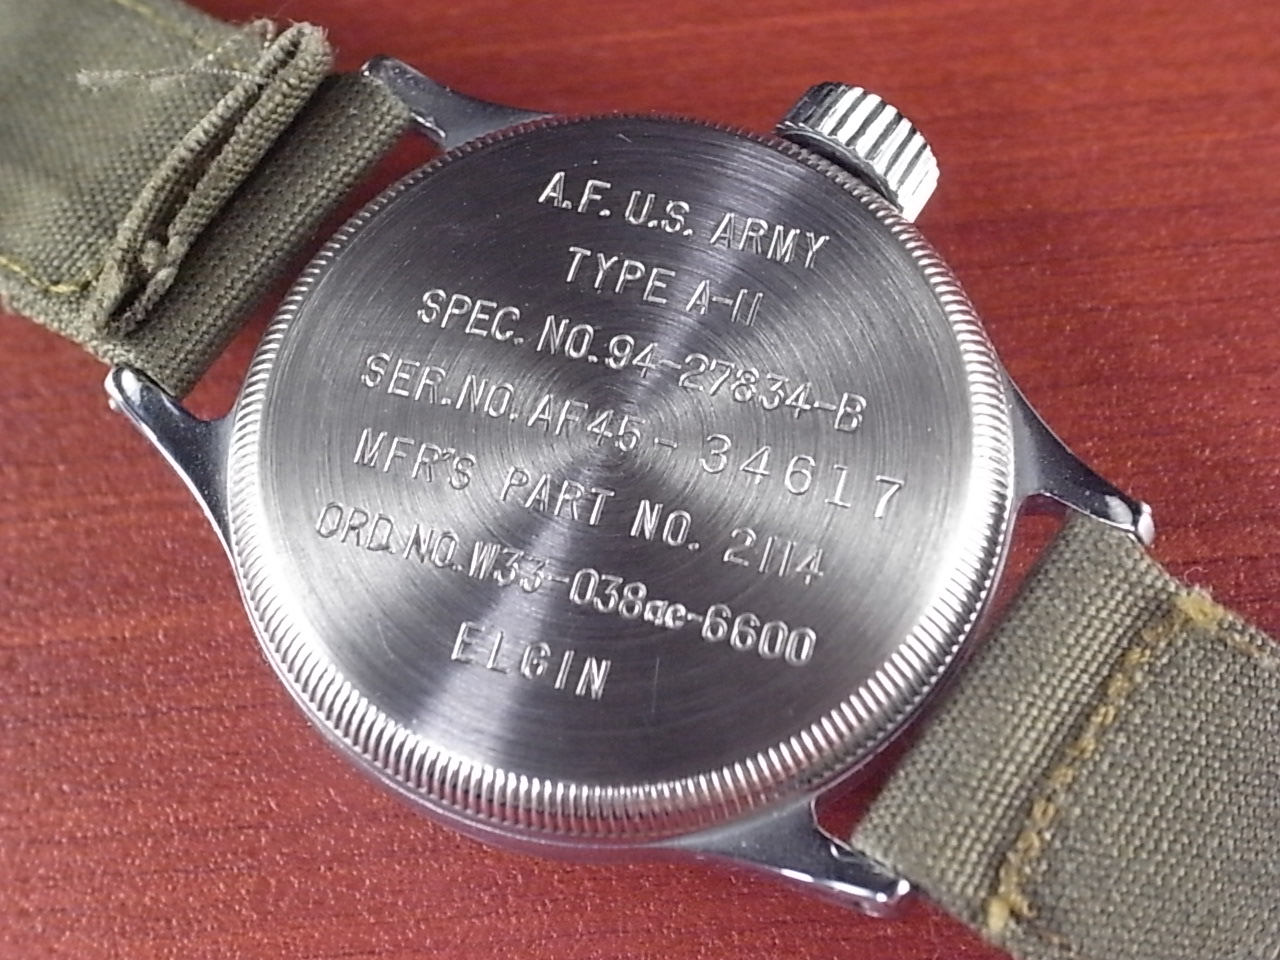 A.F. U.S. ARMY
TYPE A-11
SPEC. NO. 94-27834-B
SER. NO. AF45-34617
MFR'S PART NO. 2114
ORD. NO. W33-038ac-6600
ELGIN